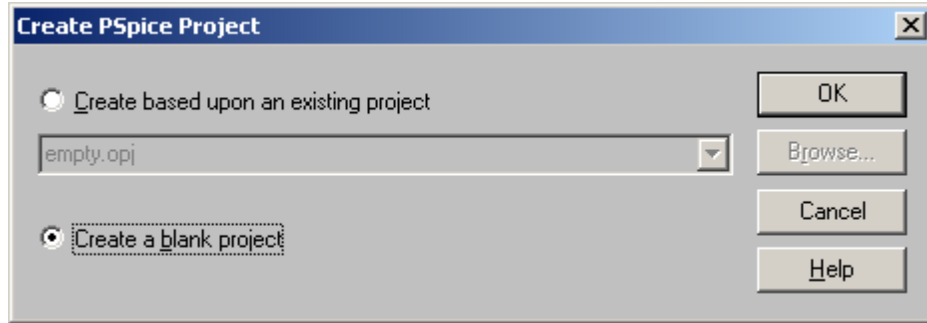 Create PSpice Project
Create based upon an existing project
empty.opj
Create a blank project
OK
Browse...
Cancel
Help